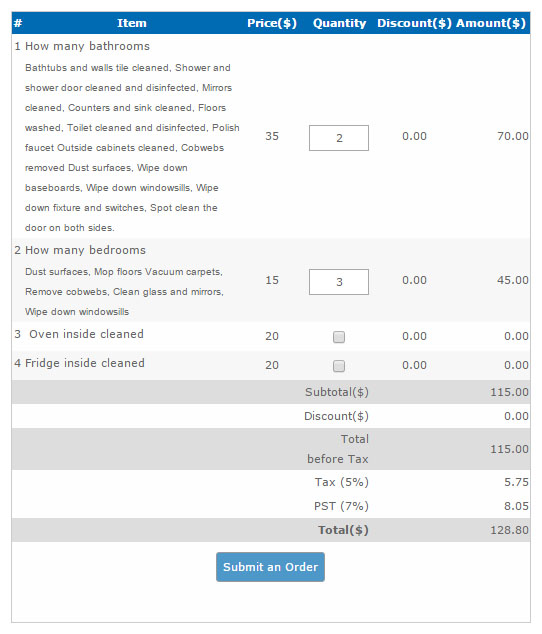 # Item Price($) Quantity Discount($) Amount($)
1 How many bathrooms
Bathtubs and walls tile cleaned, Shower and
shower door cleaned and disinfected, Mirrors
cleaned, Counters and sink cleaned, Floors
washed, Toilet cleaned and disinfected, Polish
faucet Outside cabinets cleaned, Cobwebs
removed Dust surfaces, Wipe down
baseboards, Wipe down windowsills, Wipe
down fixture and switches, Spot clean the
door on both sides.
35 2 0.00 70.00
2 How many bedrooms
Dust surfaces, Mop floors Vacuum carpets,
Remove cobwebs, Clean glass and mirrors,
Wipe down windowsills
15 3 0.00 45.00
3 Oven inside cleaned 20 0.00 0.00
4 Fridge inside cleaned 20 0.00 0.00
Subtotal($) 115.00
Discount($) 0.00
Total
before Tax
115.00
Tax (5%) 5.75
PST (7%) 8.05
Total($) 128.80
Submit an Order